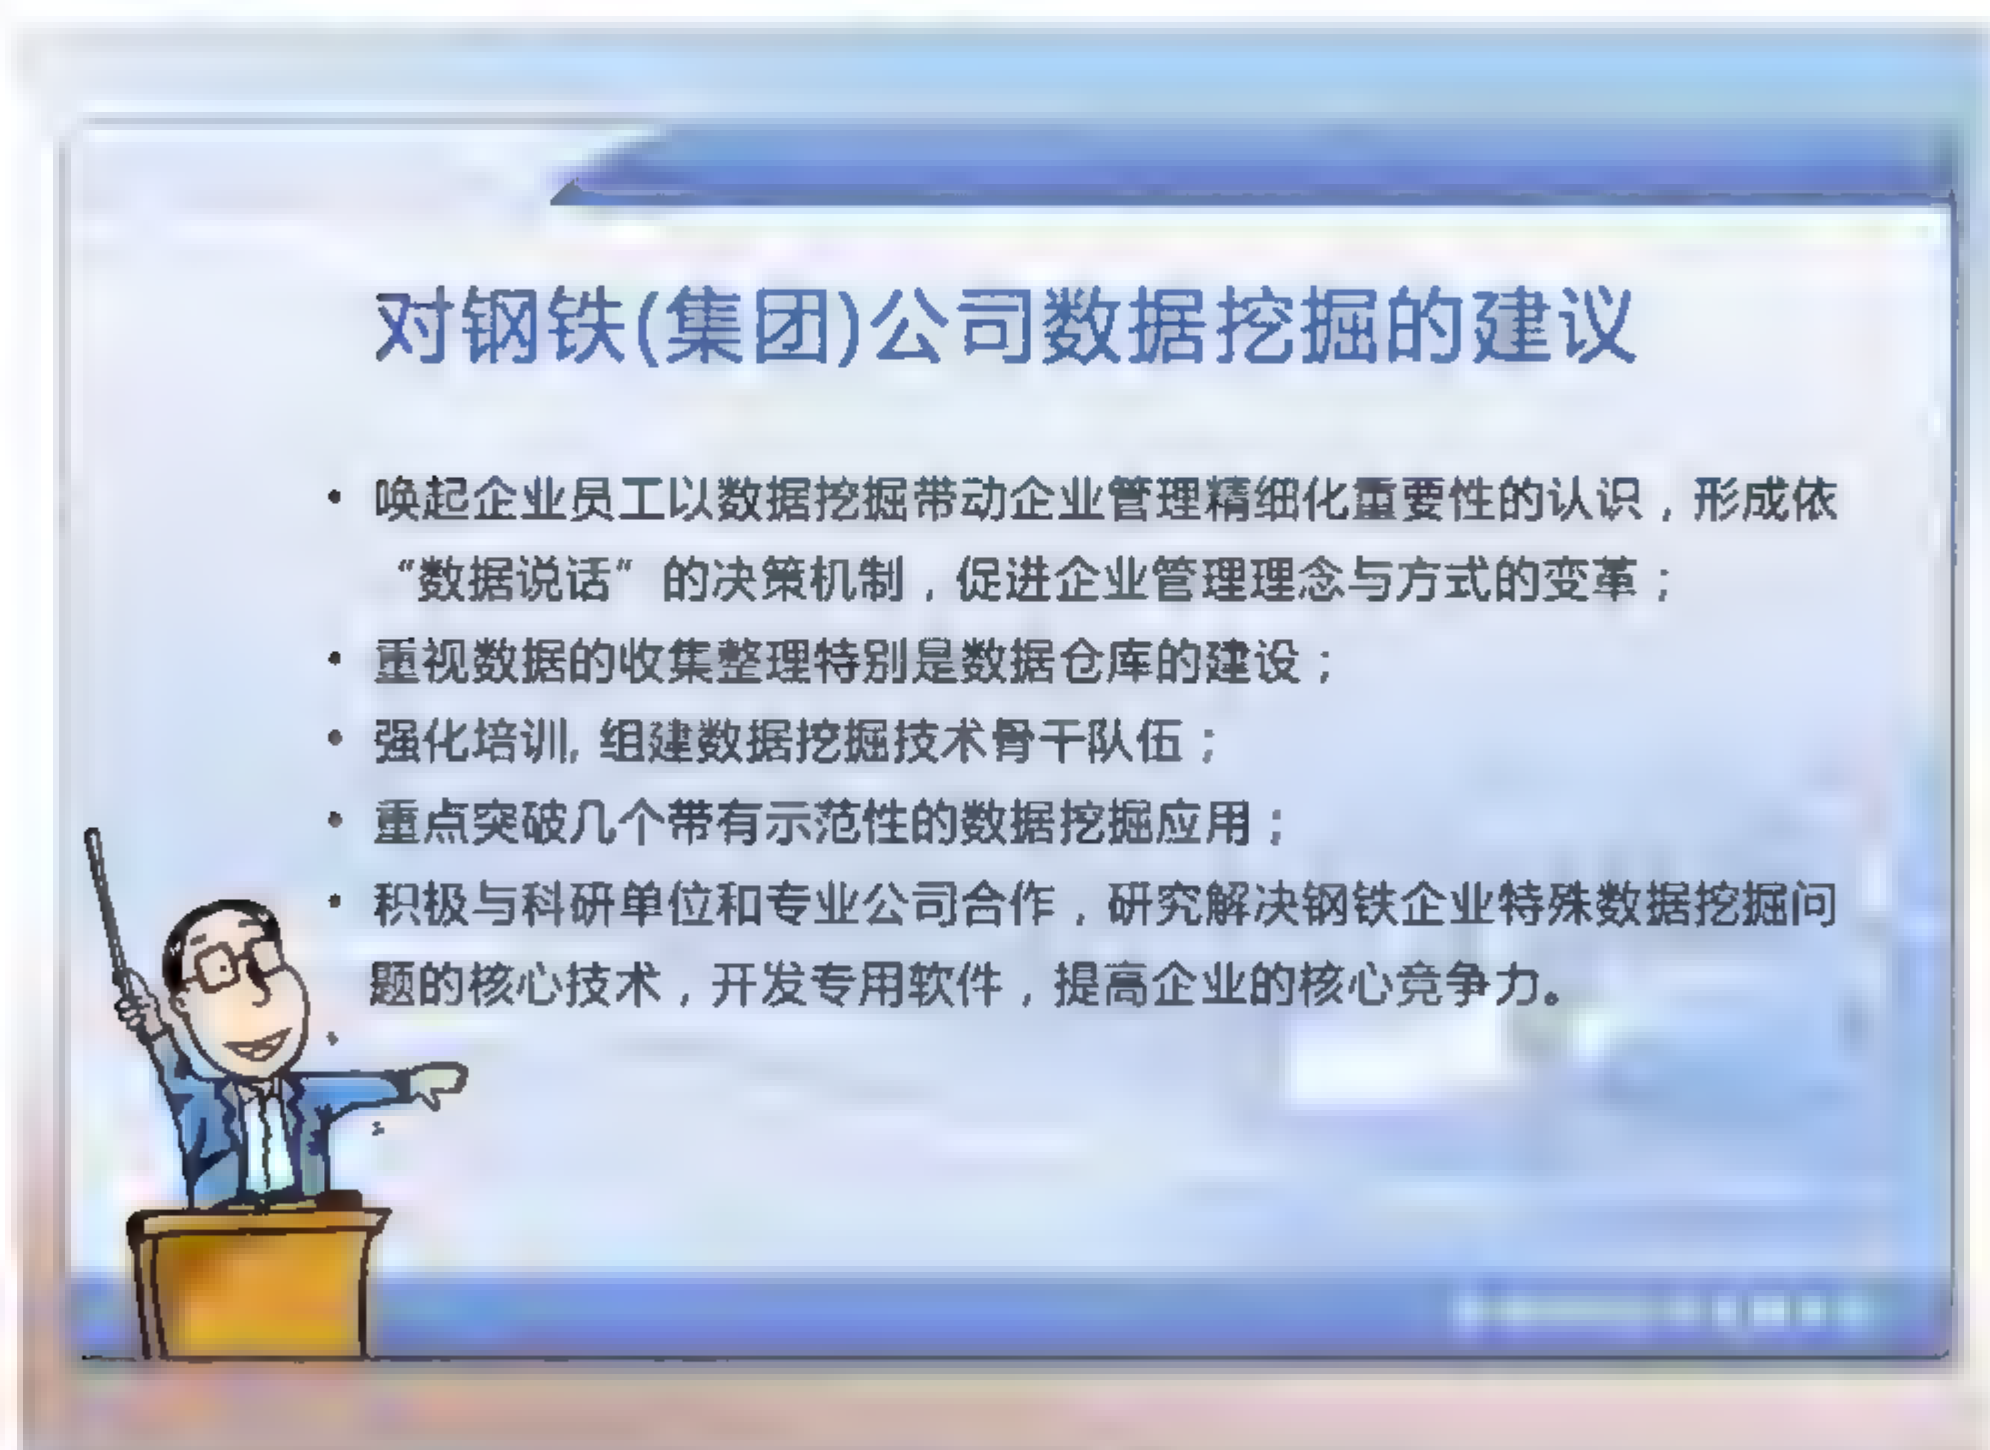 对钢铁(集团)公司数据挖掘的建议
• 唤起企业员工以数据挖掘带动企业管理精细化重要性的认识，形成依
“数据说话”的决策机制，促进企业管理理念与方式的变革；
• 重视数据的收集整理特别是数据仓库的建设；
• 强化培训, 组建数据挖掘技术骨干队伍；
• 重点突破几个带有示范性的数据挖掘应用；
• 积极与科研单位和专业公司合作，研究解决钢铁企业特殊数据挖掘问
题的核心技术，开发专用软件，提高企业的核心竞争力。